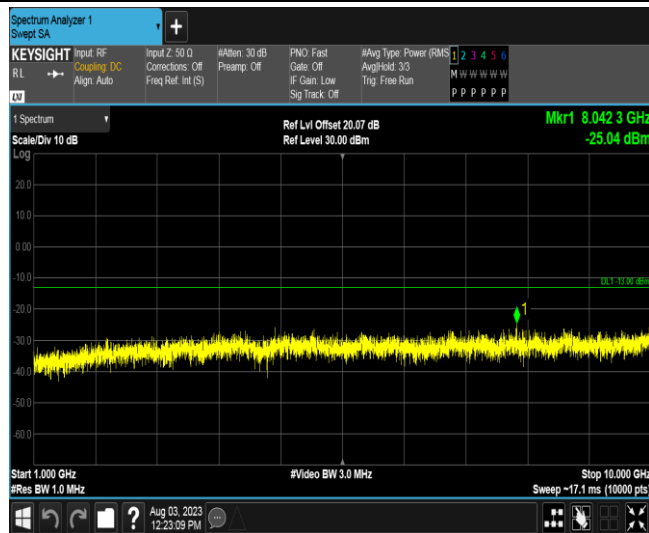 Spectrum Analyzer 1
Swept SA
+
KEYSIGHT
RL
Input: RF
Coupling: DC
Align: Auto
Input Z: 50 Ω
Corrections: Off
Freq Ref: Int (S)
#Atten: 30 dB
Preamp: Off
PNO: Fast
Gate: Off
IF Gain: Low
Sig Track: Off
#Avg Type: Power (RMS
Avg|Hold: 3/3
Trig: Free Run
1 2 3 4 5 6
M W W W W W
P P P P P P
1 Spectrum
Scale/Div 10 dB
Ref Lvl Offset 20.07 dB
Ref Level 30.00 dBm
Mkr1 8.042 3 GHz
-25.04 dBm
Log
20.0
10.0
0.00
-10.0
DL1 -13.00 dBm
-20.0
1
-30.0
-40.0
-50.0
-60.0
Start 1.000 GHz
#Video BW 3.0 MHz
Stop 10.000 GHz
#Res BW 1.0 MHz
Sweep ~17.1 ms (10000 pts)
?
Aug 03, 2023
12:23:09 PM